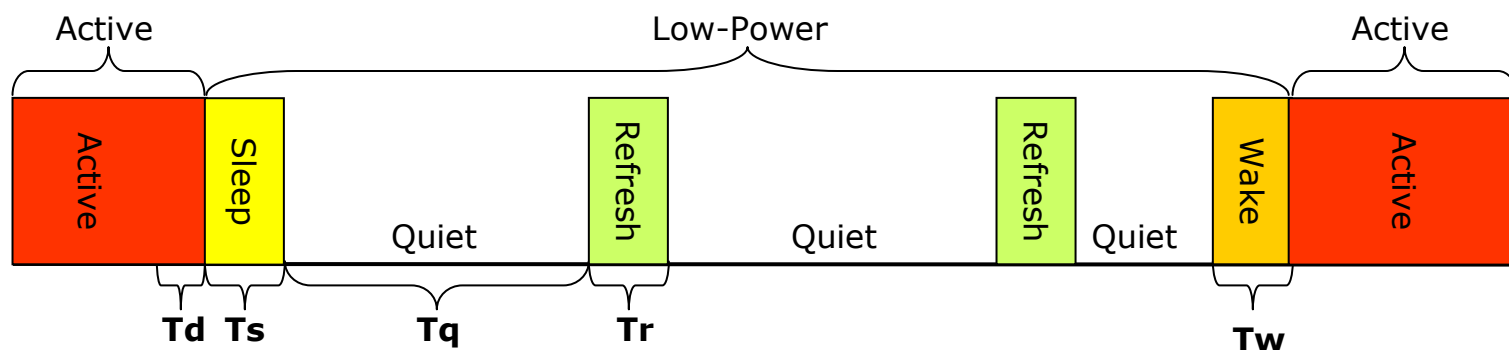 Active Low-Power Active
Active Sleep Refresh Refresh Wake Active
Quiet Quiet Quiet
Td Ts Tq Tr Tw